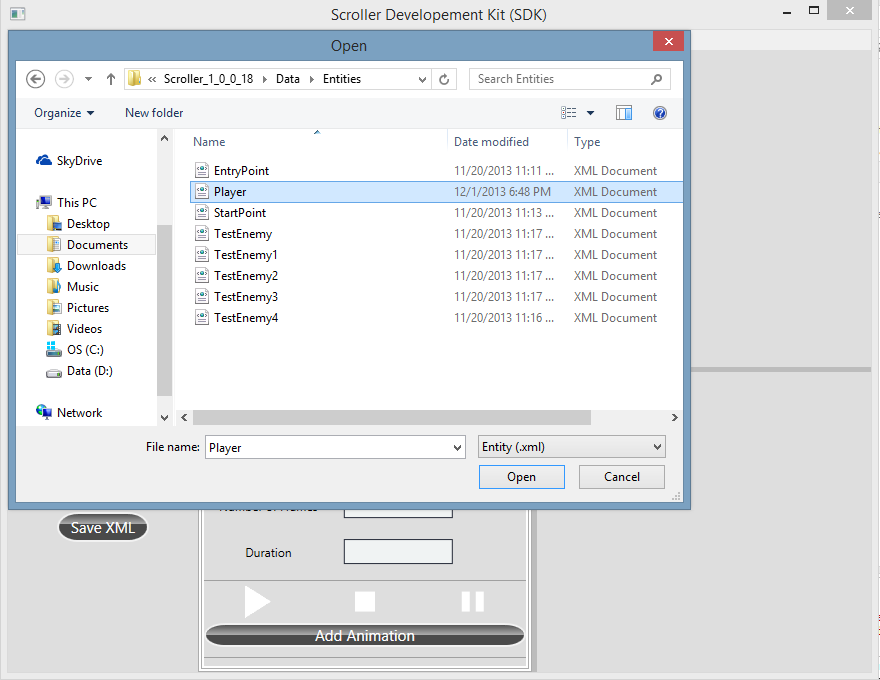 Scroller Developement Kit (SDK)
Open
« Scroller_1_0_0_18 Data Entities
Search Entities
Organize New folder
Name Date modified Type
SkyDrive
This PC
Desktop
Documents
Downloads
Music
Pictures
Videos
OS (C:)
Data (D:)
Network
EntryPoint 11/20/2013 11:11 ... XML Document
Player 12/1/2013 6:48 PM XML Document
StartPoint 11/20/2013 11:13 ... XML Document
TestEnemy 11/20/2013 11:17 ... XML Document
TestEnemy1 11/20/2013 11:17 ... XML Document
TestEnemy2 11/20/2013 11:17 ... XML Document
TestEnemy3 11/20/2013 11:17 ... XML Document
TestEnemy4 11/20/2013 11:16 ... XML Document
File name: Player Entity (.xml)
Open Cancel
Save XML
Duration
Add Animation